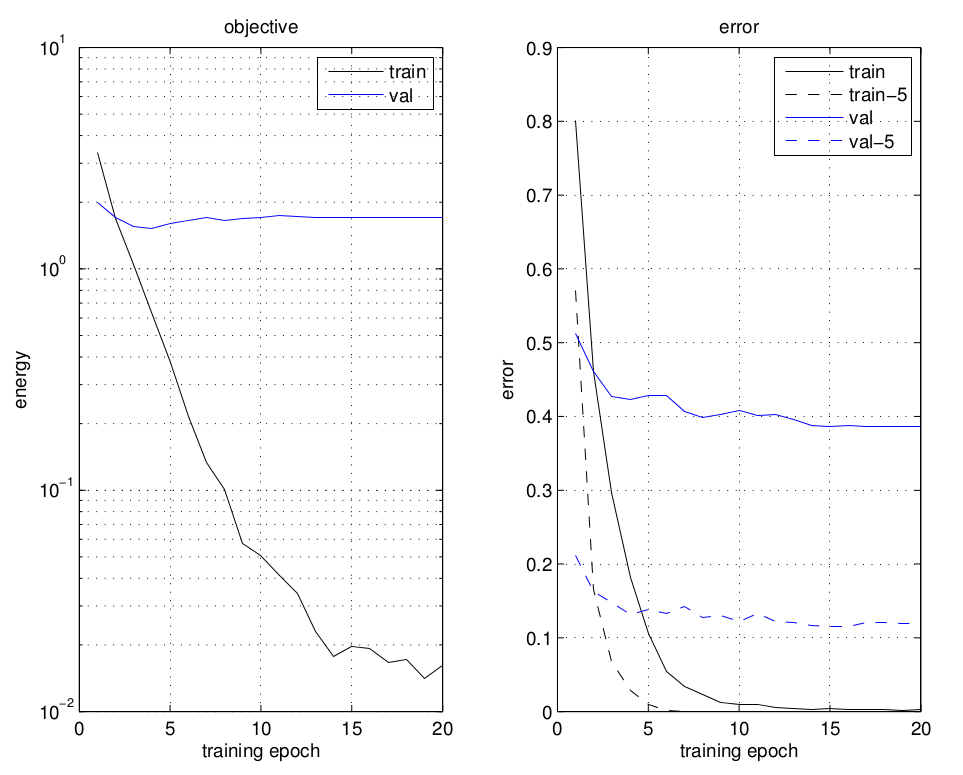 objective
10^1
10^0
10^-1
10^-2
energy
train
val
0 5 10 15 20
training epoch
error
0.9
0.8
0.7
0.6
0.5
0.4
0.3
0.2
0.1
0
error
train
train-5
val
val-5
0 5 10 15 20
training epoch